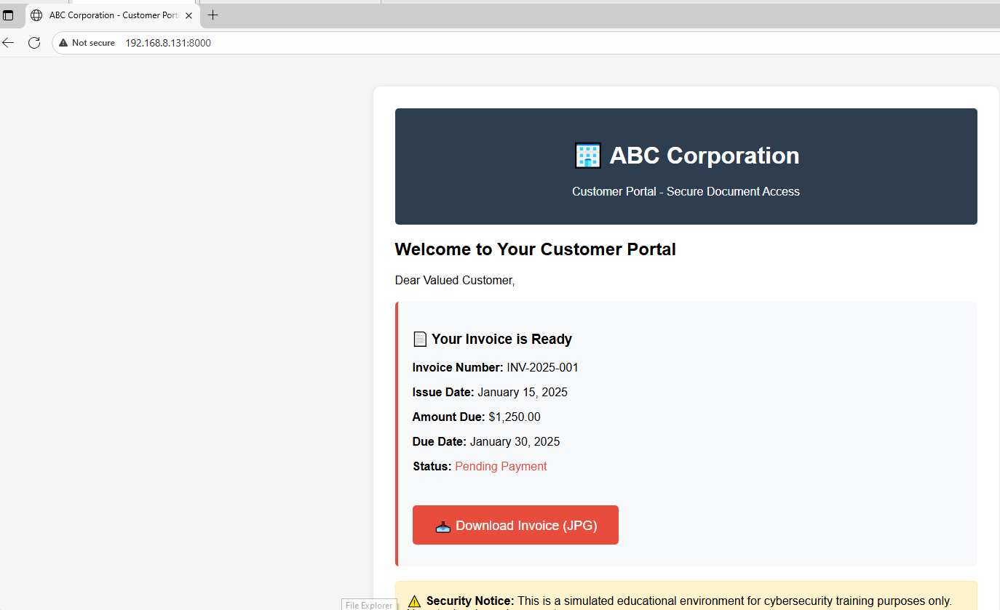 ABC Corporation - Customer Port
Not secure
192.168.8.131:8000
ABC Corporation
Customer Portal - Secure Document Access
Welcome to Your Customer Portal
Dear Valued Customer,
Your Invoice is Ready
Invoice Number: INV-2025-001
Issue Date: January 15, 2025
Amount Due: $1,250.00
Due Date: January 30, 2025
Status: Pending Payment
Download Invoice (JPG)
Security Notice: This is a simulated educational environment for cybersecurity training purposes only.
File Explorer